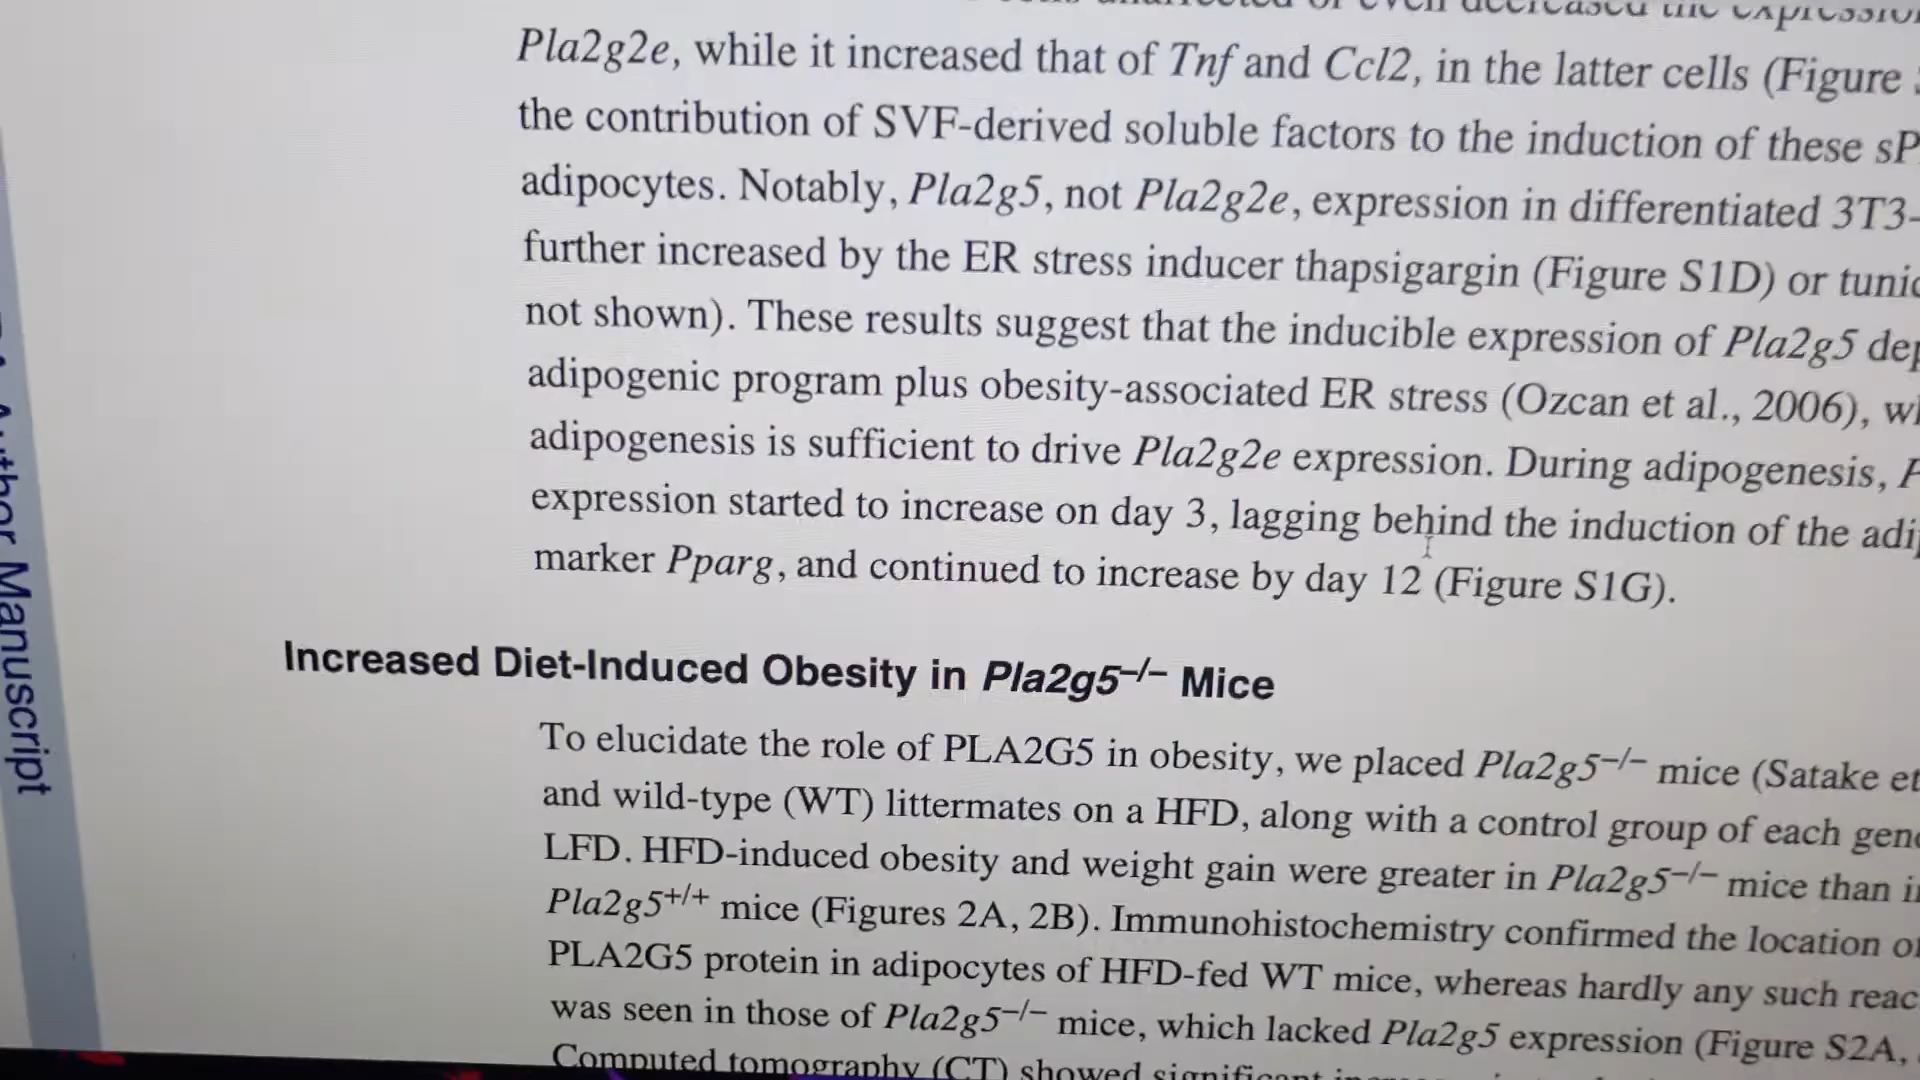 Pla2g2e, while it increased that of Tnf and Ccl2, in the latter cells (Figure
the contribution of SVF-derived soluble factors to the induction of these
adipocytes. Notably, Pla2g5, not Pla2g2e, expression in differentiated 3T3-
further increased by the ER stress inducer thapsigargin (Figure S1D) or
not shown). These results suggest that the inducible expression of Pla2g5
adipogenic program plus obesity-associated ER stress (Ozcan et al., 2006),
adipogenesis is sufficient to drive Pla2g2e expression. During adipogenesis,
expression started to increase on day 3, lagging behind the induction of the
marker Pparg, and continued to increase by day 12 (Figure S1G).
Increased Diet-Induced Obesity in Pla2g5−/− Mice
To elucidate the role of PLA2G5 in obesity, we placed Pla2g5−/− mice (Satake et
and wild-type (WT) littermates on a HFD, along with a control group of each
LFD. HFD-induced obesity and weight gain were greater in Pla2g5−/− mice than
Pla2g5+/+ mice (Figures 2A, 2B). Immunohistochemistry confirmed the location
PLA2G5 protein in adipocytes of HFD-fed WT mice, whereas hardly any such
was seen in those of Pla2g5−/− mice, which lacked Pla2g5 expression (Figure S2A,
Computed tomography (CT) showed significant
Author Manuscript